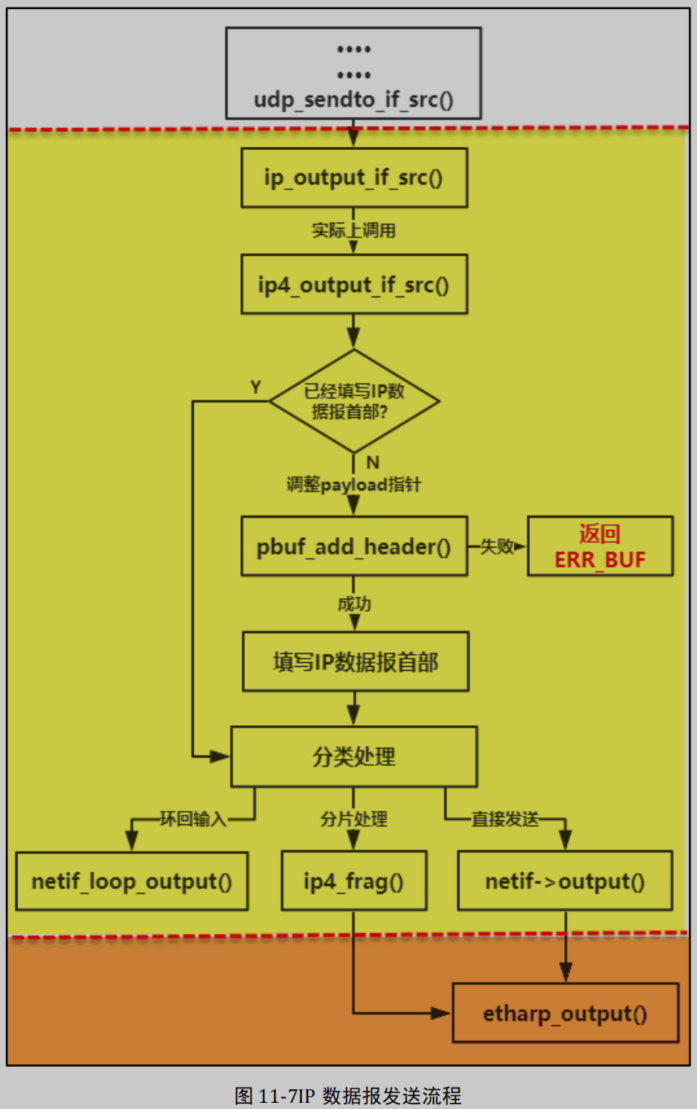 ····
····
udp_sendto_if_src()
ip_output_if_src()
实际上调用
ip4_output_if_src()
Y
已经填写IP数
据报首部?
N
调整payload指针
pbuf_add_header()
失败
返回
ERR_BUF
成功
填写IP数据报首部
分类处理
环回输入
分片处理
直接发送
netif_loop_output()
ip4_frag()
netif->output()
etharp_output()
图 11-7IP 数据报发送流程